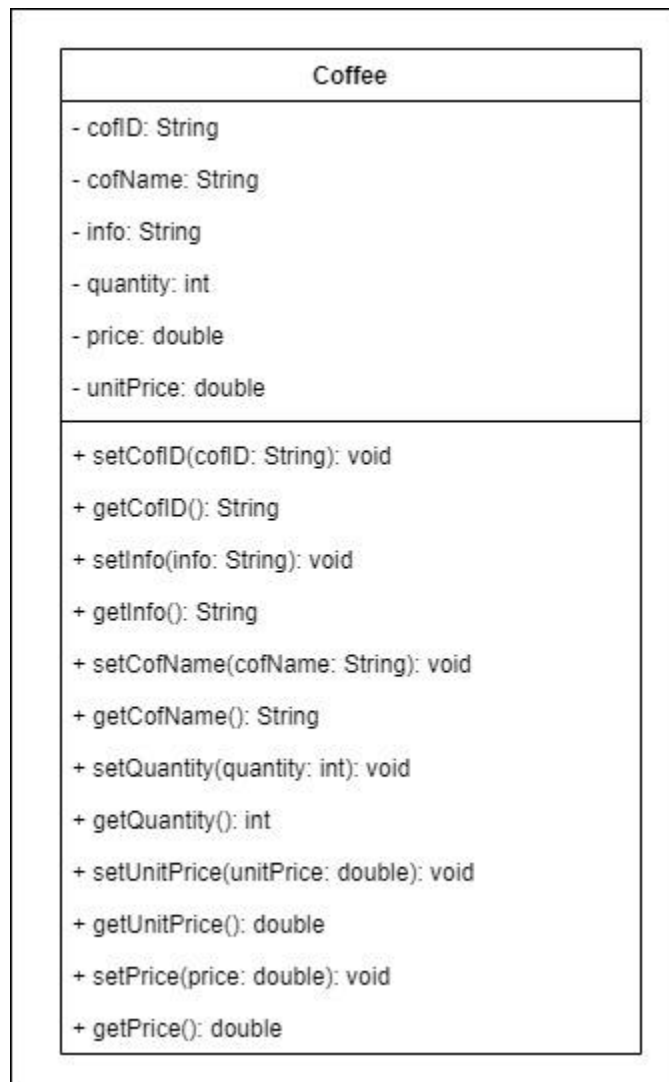 Coffee
- cofID: String
- cofName: String
- info: String
- quantity: int
- price: double
- unitPrice: double
+ setCofID(cofID: String): void
+ getCofID(): String
+ setInfo(info: String): void
+ getInfo(): String
+ setCofName(cofName: String): void
+ getCofName(): String
+ setQuantity(quantity: int): void
+ getQuantity(): int
+ setUnitPrice(unitPrice: double): void
+ getUnitPrice(): double
+ setPrice(price: double): void
+ getPrice(): double